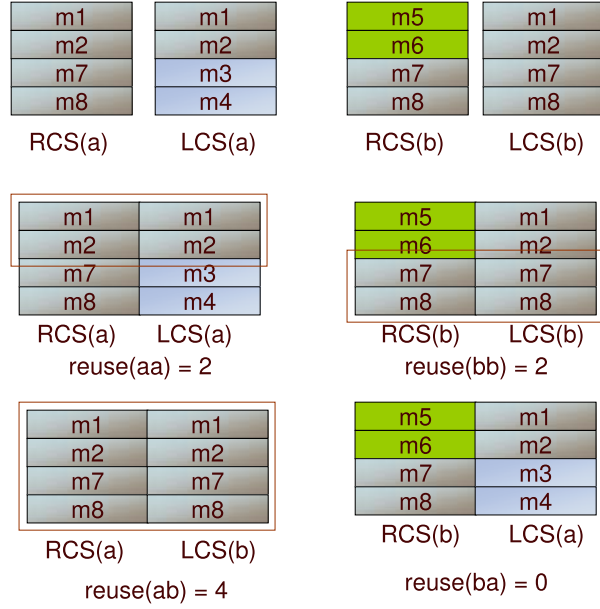 m1 m1 m5 m1
m2 m2 m6 m2
m7 m3 m7 m7
m8 m4 m8 m8
RCS(a) LCS(a) RCS(b) LCS(b)
m1 m1 m5 m1
m2 m2 m6 m2
m7 m3 m7 m7
m8 m4 m8 m8
RCS(a) LCS(a) RCS(b) LCS(b)
reuse(aa) = 2 reuse(bb) = 2
m1 m1 m5 m1
m2 m2 m6 m2
m7 m7 m7 m3
m8 m8 m8 m4
RCS(a) LCS(b) RCS(b) LCS(a)
reuse(ab) = 4 reuse(ba) = 0